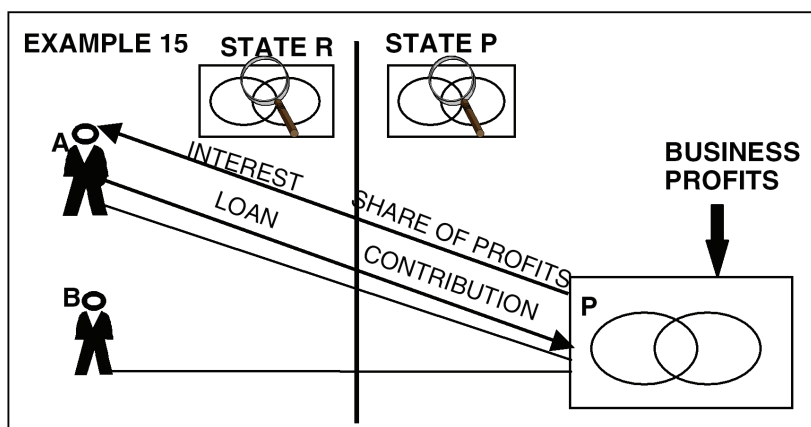 EXAMPLE 15
STATE R
STATE P
A
INTEREST
SHARE OF PROFITS
LOAN
CONTRIBUTION
BUSINESS
PROFITS
B
P